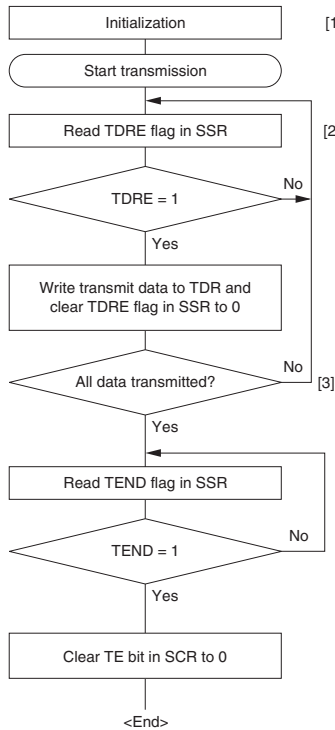 Initialization
[1
Start transmission
Read TDRE flag in SSR
[2
TDRE = 1
No
Yes
Write transmit data to TDR and
clear TDRE flag in SSR to 0
All data transmitted?
No
[3]
Yes
Read TEND flag in SSR
TEND = 1
No
Yes
Clear TE bit in SCR to 0
<End>